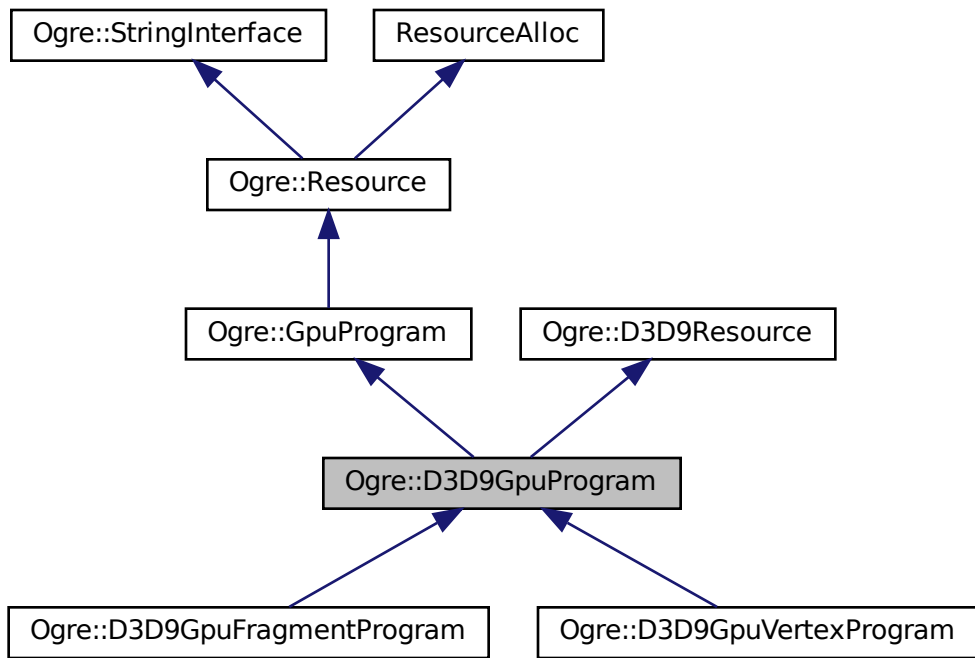 Ogre::StringInterface
ResourceAlloc
Ogre::Resource
Ogre::GpuProgram
Ogre::D3D9Resource
Ogre::D3D9GpuProgram
Ogre::D3D9GpuFragmentProgram
Ogre::D3D9GpuVertexProgram